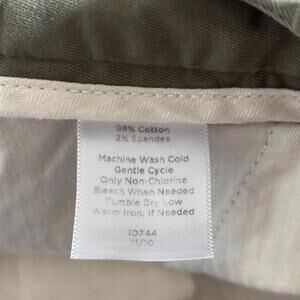 98% Cotton
2% Spandex
Machine Wash Cold
Gentle Cycle
Only Non-Chlorine
Bleach When Needed
Tumble Dry Low
Warm Iron, if Needed
ID744
11/10